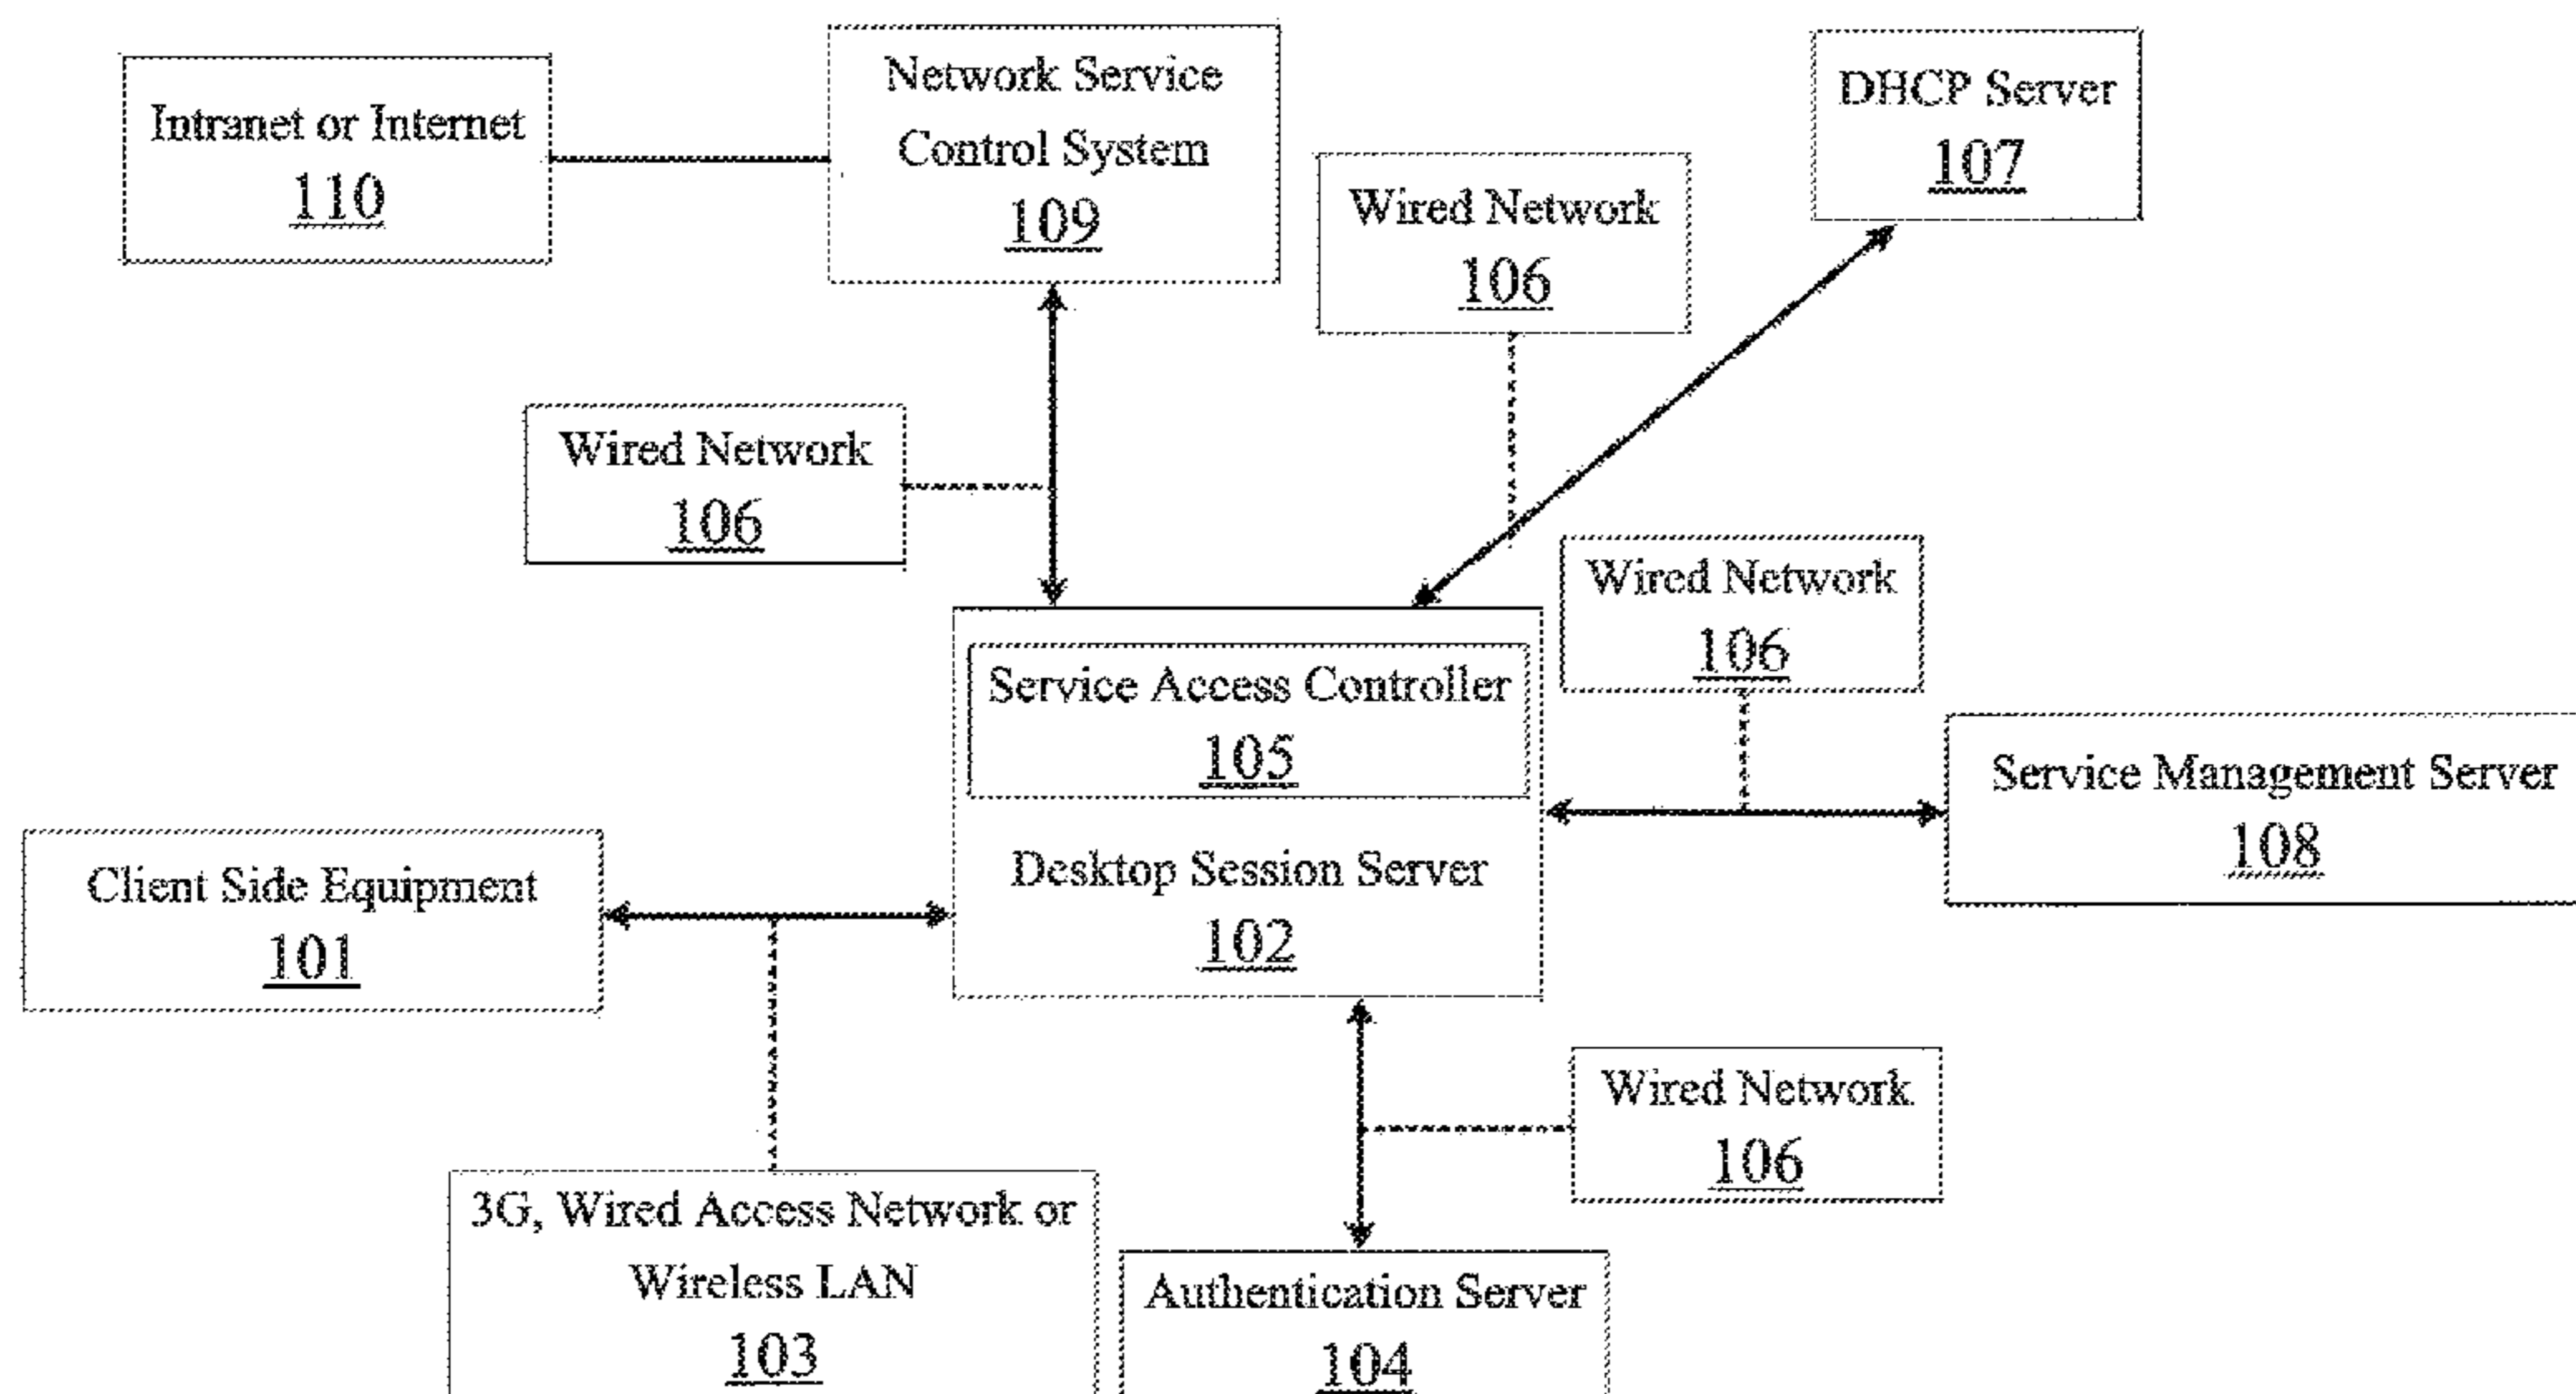 Intranet or Internet
110
Network Service
Control System
109
DHCP Server
107
Wired Network
106
Wired Network
106
Wired Network
106
Service Access Controller
105
Desktop Session Server
102
Service Management Server
108
Client Side Equipment
101
Wired Network
106
3G, Wired Access Network or
Wireless LAN
103
Authentication Server
104